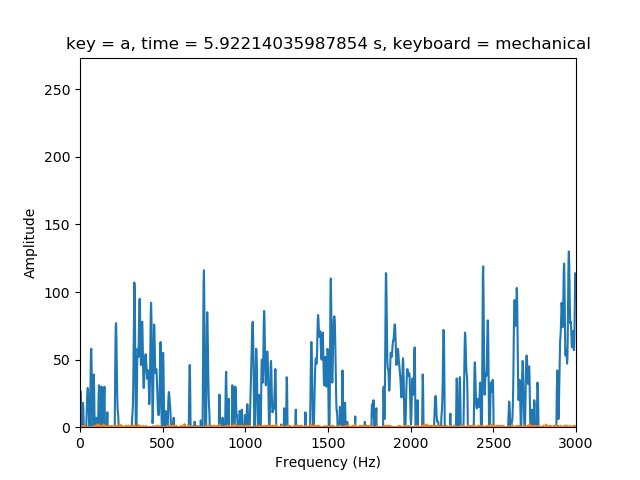 key = a, time = 5.92214035987854 s, keyboard = mechanical
250
200
150
100
50
0
Amplitude
0 500 1000 1500 2000 2500 3000
Frequency (Hz)